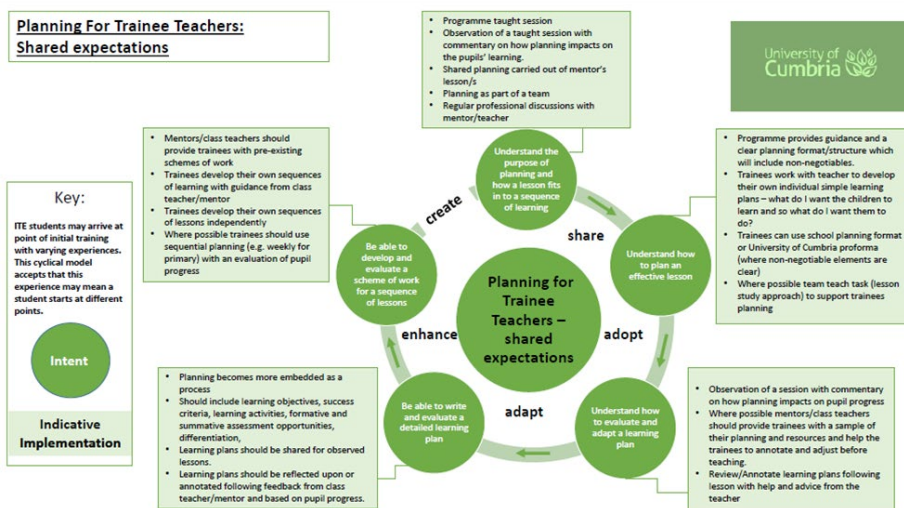 Planning For Trainee Teachers:
Shared expectations
• Programme taught session
• Observation of a taught session with
commentary on how planning impacts on
the pupils' learning.
• Shared planning carried out of mentor's
lesson/s
• Planning as part of a team
• Regular professional discussions with
mentor/teacher
University of
Cumbria
• Mentors/class teachers should
provide trainees with pre-existing
schemes of work
• Trainees develop their own sequences
of learning with guidance from class
teacher/mentor
• Trainees develop their own sequences
of lessons independently
• Where possible trainees should use
sequential planning (e.g. weekly for
primary) with an evaluation of pupil
progress
Understand the
purpose of
planning and
how a lesson fits
in to a sequence
of learning
• Programme provides guidance and a
clear planning format/structure which
will include non-negotiables.
• Trainees work with teacher to develop
their own individual simple learning
plans – what do I want the children to
learn and so what do I want them to
do?
• Trainees can use school planning format
or University of Cumbria proforma
(where non-negotiable elements are
clear)
• Where possible team teach task (lesson
study approach) to support trainees
planning
Key:
ITE students may arrive at
point of initial training
with varying experiences.
This cyclical model
accepts that this
experience may mean a
student starts at different
points.
Intent
Indicative
Implementation
create
share
Be able to
develop and
evaluate a
scheme of work
for a sequence
of lessons
Understand how
to plan an
effective lesson
Planning for
Trainee
Teachers –
shared
expectations
enhance
adopt
adapt
• Planning becomes more embedded as a
process
• Should include learning objectives, success
criteria, learning activities, formative and
summative assessment opportunities,
differentiation,
• Learning plans should be shared for observed
lessons.
• Learning plans should be reflected upon or
annotated following feedback from class
teacher/mentor and based on pupil progress.
Be able to write
and evaluate a
detailed learning
plan
Understand how
to evaluate and
adapt a learning
plan
• Observation of a session with commentary
on how planning impacts on pupil progress
• Where possible mentors/class teachers
should provide trainees with a sample of
their planning and resources and help the
trainees to annotate and adjust before
teaching.
• Review/Annotate learning plans following
lesson with help and advice from the
teacher